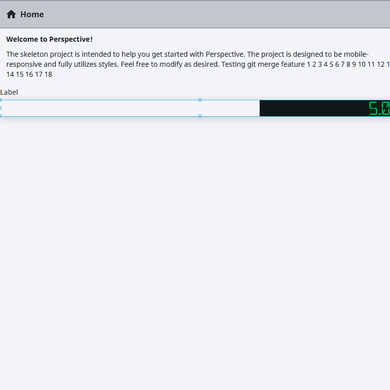 Home
Welcome to Perspective!
The skeleton project is intended to help you get started with Perspective. The project is designed to be mobile-
responsive and fully utilizes styles. Feel free to modify as desired. Testing git merge feature 1 2 3 4 5 6 7 8 9 10 11 12
14 15 16 17 18
Label
5.0